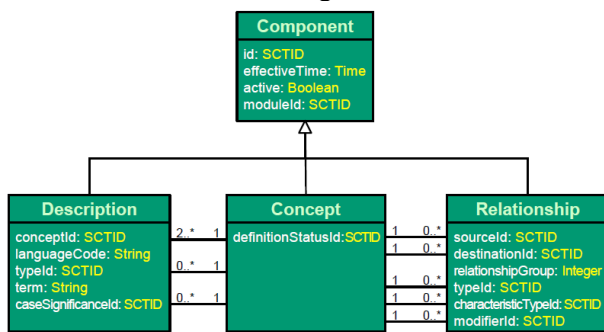 Component
id: SCTID
effectiveTime: Time
active: Boolean
moduleId: SCTID
Description
conceptId: SCTID
languageCode: String
typeId: SCTID
term: String
caseSignificanceId: SCTID
2..* 1
0..* 1
0..* 1
Concept
definitionStatusId:SCTID
1 0..*
1 0..*
1 0..*
1 0..*
1 0..*
Relationship
sourceId: SCTID
destinationId: SCTID
relationshipGroup: Integer
typeId: SCTID
characteristicTypeId:SCTID
modifierId: SCTID